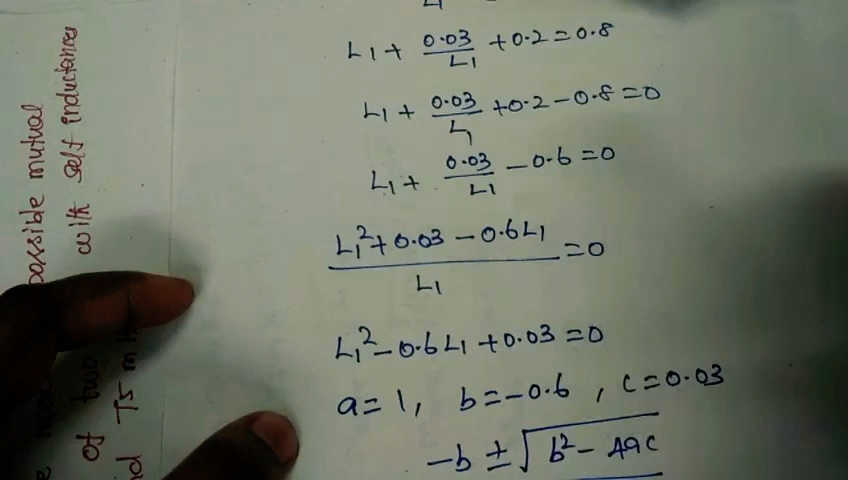 L1 + 0.03/L1 + 0.2 = 0.8
L1 + 0.03/L1 + 0.2 - 0.8 = 0
L1 + 0.03/L1 - 0.6 = 0
L1² + 0.03 - 0.6L1 / L1 = 0
L1² - 0.6L1 + 0.03 = 0
a = 1, b = -0.6, c = 0.03
-b ± √b² - 4ac
possible mutual
of two
with self inductances
75 m